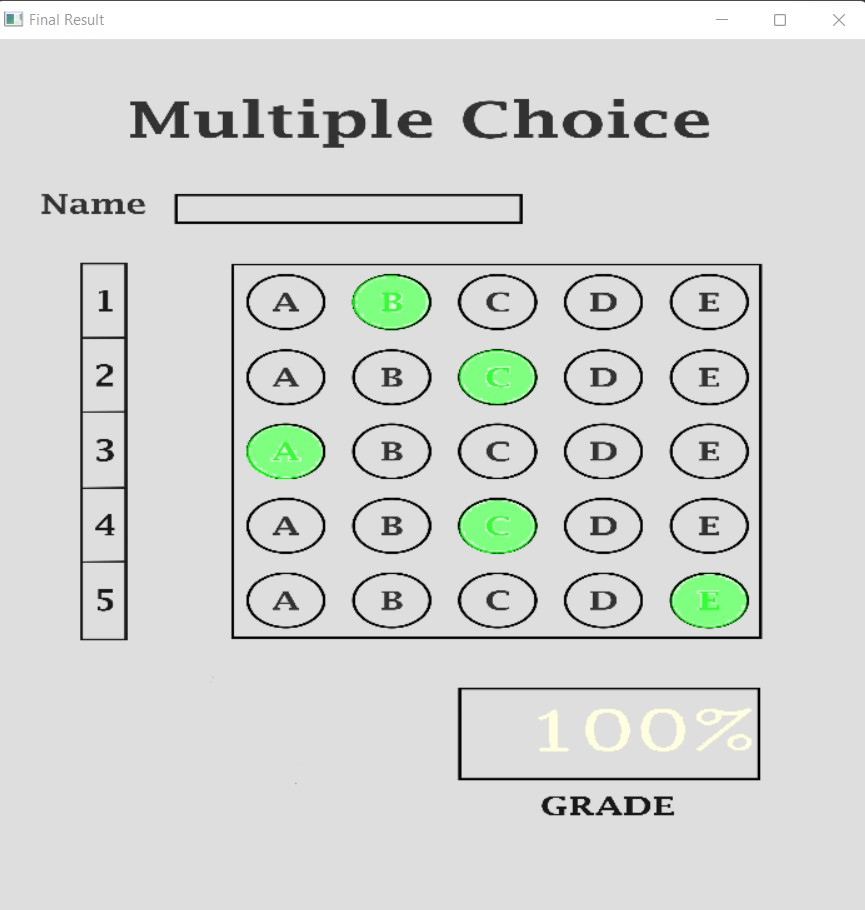 Final Result
Multiple Choice
Name
1 A B C D E
2 A B C D E
3 A B C D E
4 A B C D E
5 A B C D E
100%
GRADE